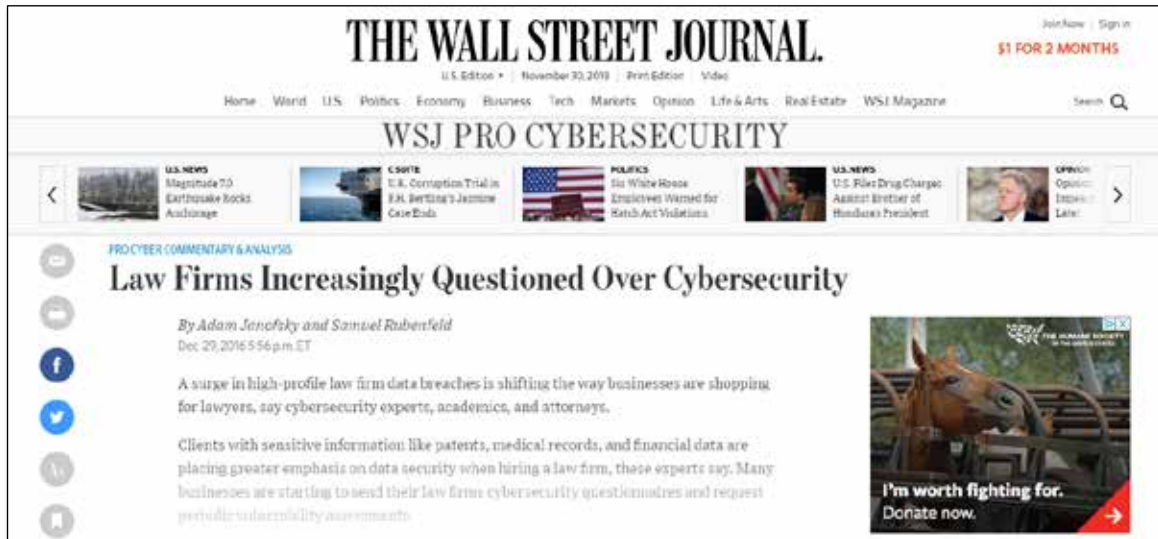 THE WALL STREET JOURNAL.
Join Now | Sign in
$1 FOR 2 MONTHS
U.S. Edition | November 30, 2018 | Print Edition | Video
Home World U.S. Politics Economy Business Tech Markets Opinion Life & Arts Real Estate WSJ. Magazine
Search
WSJ PRO CYBERSECURITY
U.S. NEWS
Magnitude 7.0
Earthquake Rocks
Anchorage
C SUITE
U.K. Corruption Trial in
F.H. Bertling's Jasmine
Case Ends
POLITICS
Six White House
Employees Warned for
Hatch Act Violations
U.S. NEWS
U.S. Files Drug Charges
Against Brother of
Honduran President
OPINION
Opinion:
Later
PRO CYBER COMMENTARY & ANALYSIS
Law Firms Increasingly Questioned Over Cybersecurity
By Adam Janofsky and Samuel Rubenfeld
Dec 29, 2016 5:56 p.m. ET
A surge in high-profile law firm data breaches is shifting the way businesses are shopping
for lawyers, say cybersecurity experts, academics, and attorneys.
Clients with sensitive information like patents, medical records, and financial data are
placing greater emphasis on data security when hiring a law firm, these experts say. Many
businesses are starting to send their law firms cybersecurity questionnaires and request
periodic vulnerability assessments.
THE HUMANE SOCIETY
OF THE UNITED STATES
I'm worth fighting for.
Donate now.